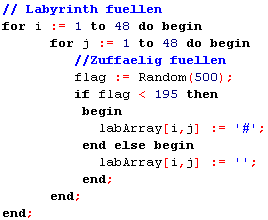 // Labyrinth fuellen
for i := 1 to 48 do begin
for j := 1 to 48 do begin
//Zuffaelig fuellen
flag := Random(500);
if flag < 195 then
begin
labArray[i,j] := '#';
end else begin
labArray[i,j] := '';
end;
end;
end;